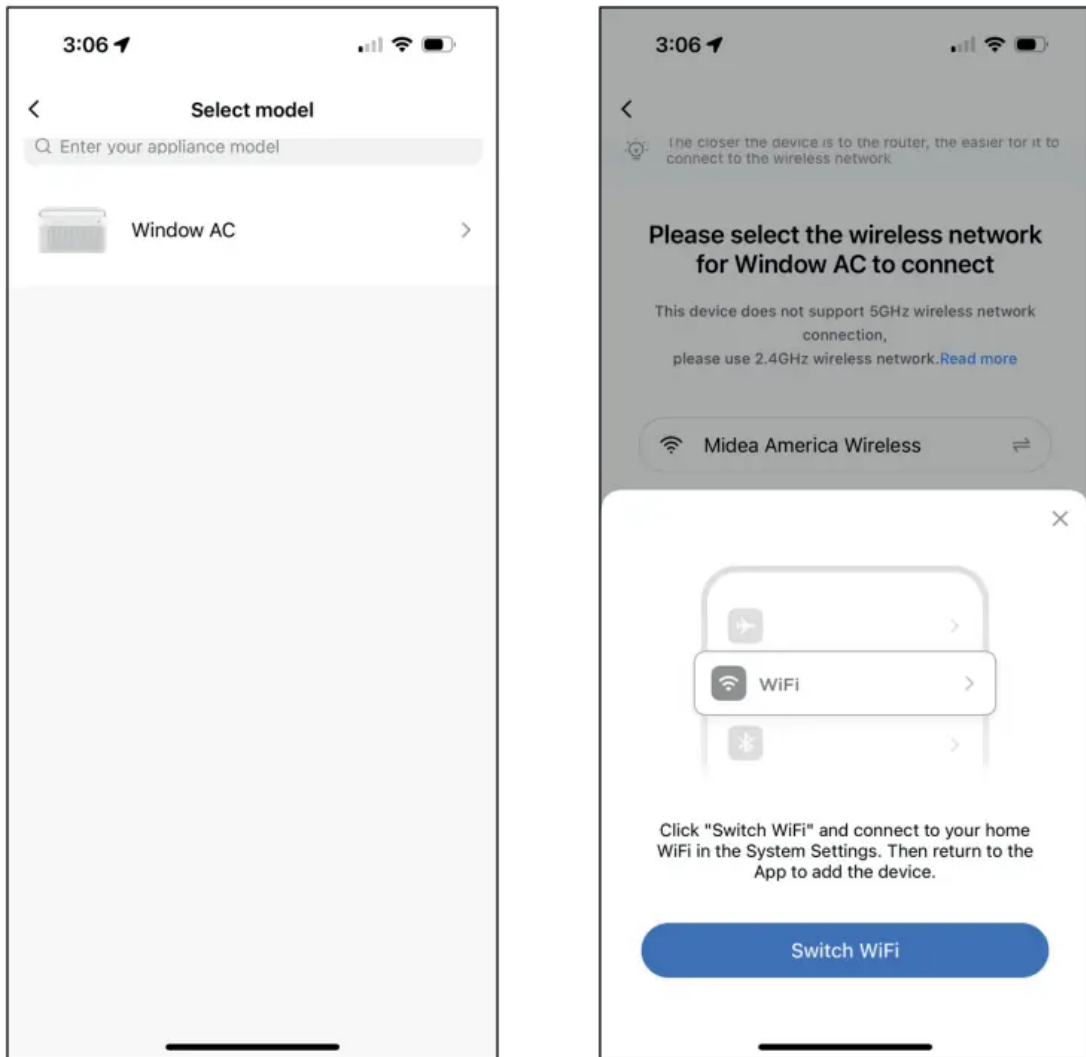 3:06
Select model
Enter your appliance model
Window AC
3:06
The closer the device is to the router, the easier for it to
connect to the wireless network
Please select the wireless network
for Window AC to connect
This device does not support 5GHz wireless network
connection,
please use 2.4GHz wireless network.Read more
Midea America Wireless
WiFi
Click "Switch WiFi" and connect to your home
WiFi in the System Settings. Then return to the
App to add the device.
Switch WiFi